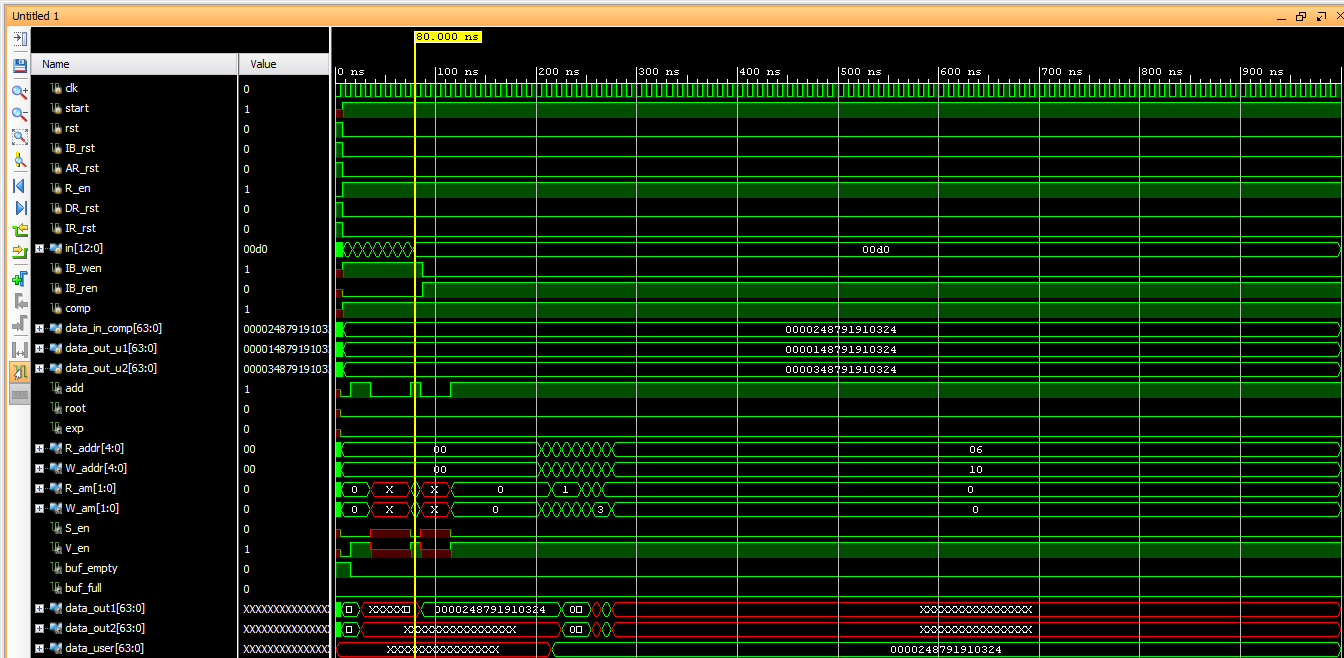 Untitled 1
80.000 ns
Name Value 0 ns 100 ns 200 ns 300 ns 400 ns 500 ns 600 ns 700 ns 800 ns 900 ns
clk 0
start 1
rst 0
IB_rst 0
AR_rst 0
R_en 1
DR_rst 0
IR_rst 0
in[12:0] 00d0 00d0
IB_wen 1
IB_ren 0
comp 1
data_in_comp[63:0] 0000248791910324 0000248791910324
data_out_u1[63:0] 0000148791910324 0000148791910324
data_out_u2[63:0] 0000348791910324 0000348791910324
add 1
root 0
exp 0
R_addr[4:0] 00 00 06
W_addr[4:0] 00 00 10
R_am[1:0] 0 0 X X 0 1 0
W_am[1:0] 0 0 X X 0 3 0
S_en 0
V_en 1
buf_empty 0
buf_full 0
data_out1[63:0] XXXXXXXXXXXXXX XXXXX 0000248791910324 00 XXXXXXXXXXXXXXXX
data_out2[63:0] XXXXXXXXXXXXXX XXXXXXXXXXXXXXXX 00 XXXXXXXXXXXXXXXX
data_user[63:0] XXXXXXXXXXXXXX XXXXXXXXXXXXXXXX 0000248791910324